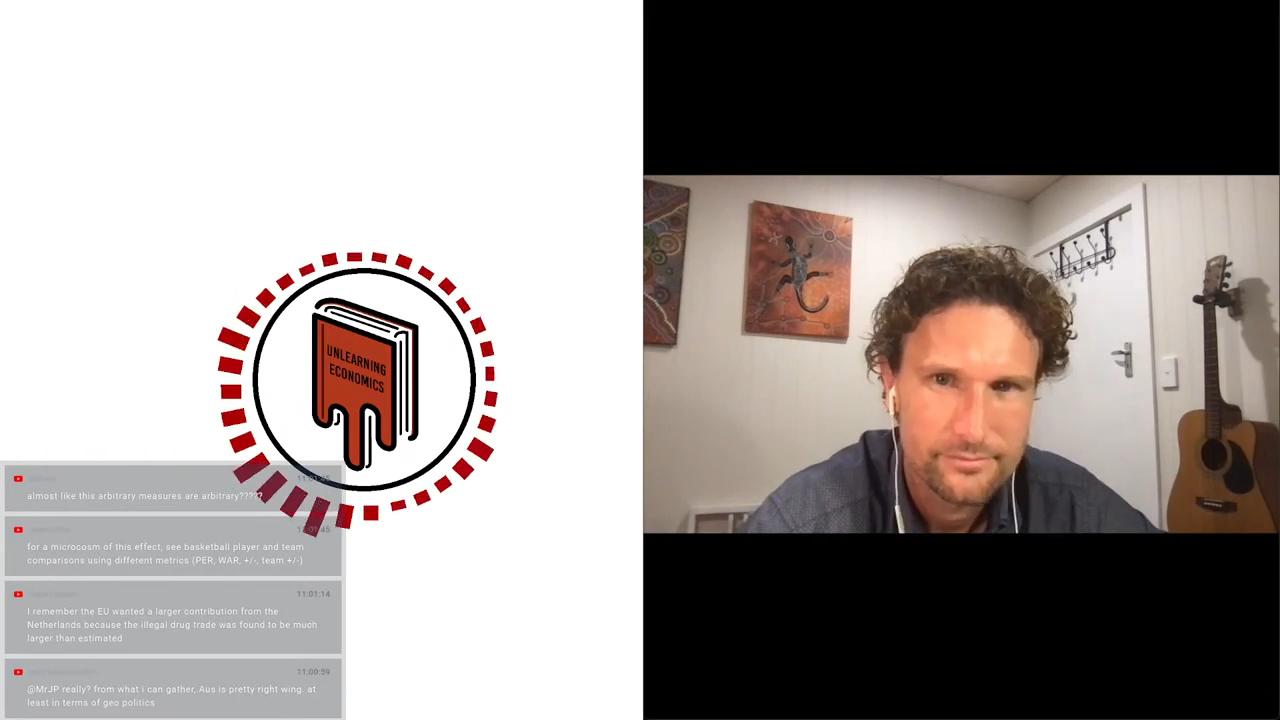 UNLEARNING
ECONOMICS
almost like this arbitrary measures are arbitrary?????
for a microcosm of this effect, see basketball player and team
comparisons using different metrics (PER, WAR, +/-, team +/-)
11:01:14
I remember the EU wanted a larger contribution from the
Netherlands because the illegal drug trade was found to be much
larger than estimated
11:00:59
@MrJP really? from what i can gather, Aus is pretty right wing. at
least in terms of geo politics